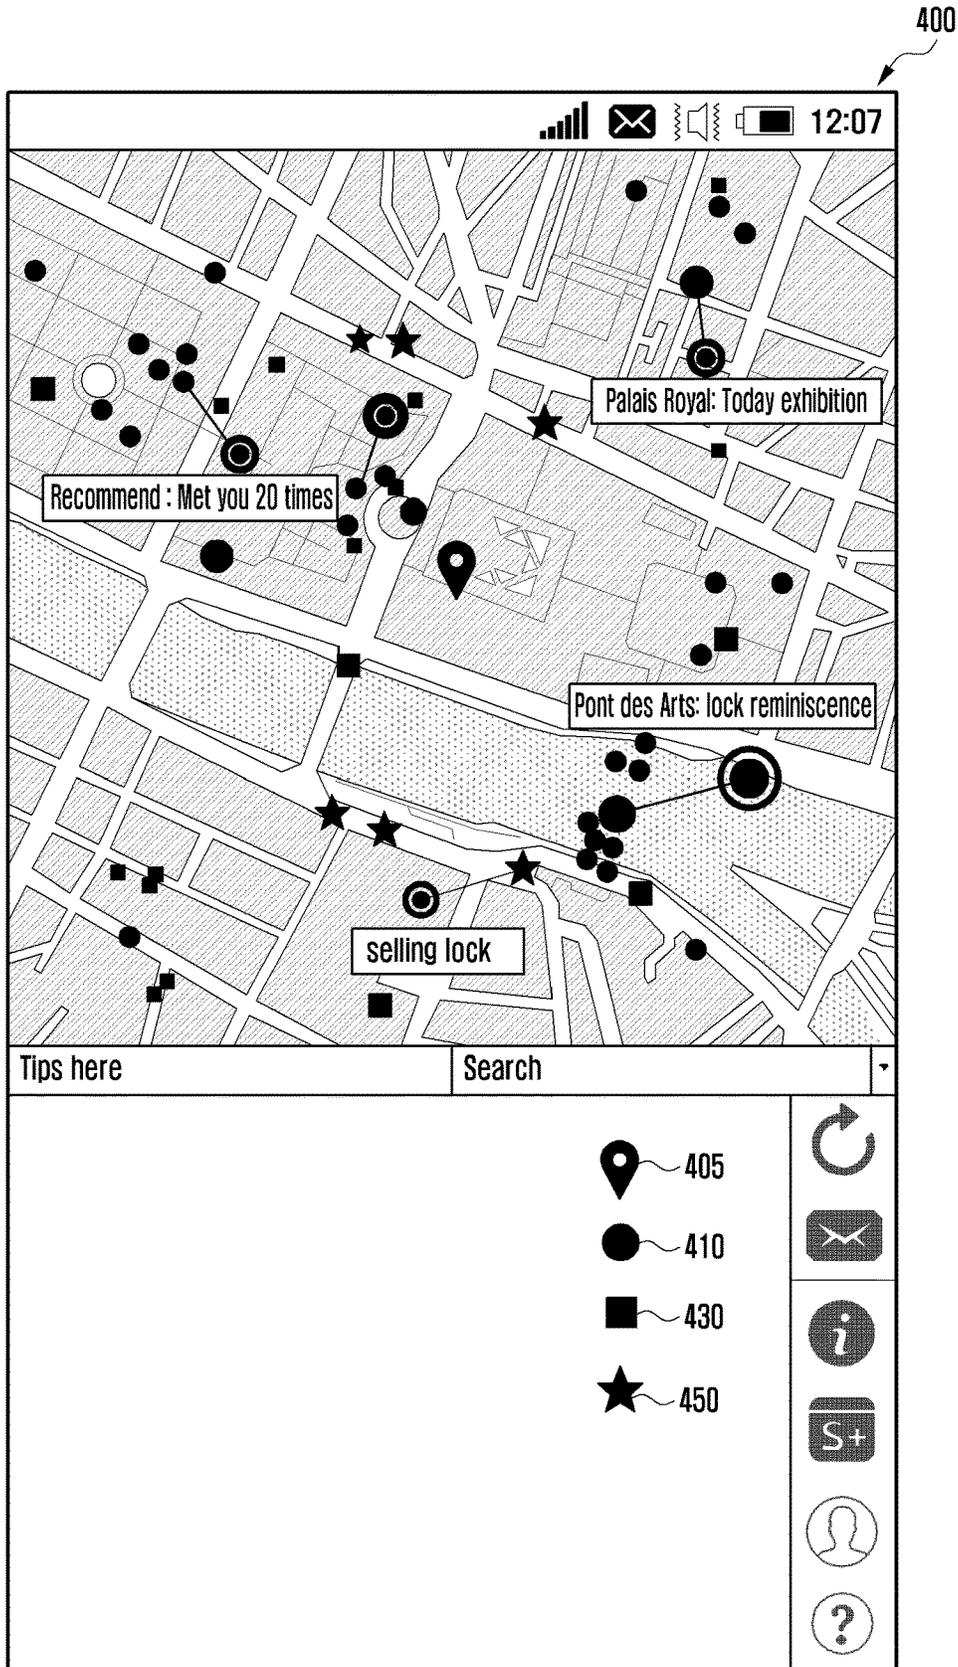 400
12:07
Palais Royal: Today exhibition
Recommend : Met you 20 times
Pont des Arts: lock reminiscence
selling lock
Tips here
Search
405
410
430
450
i
S+
?